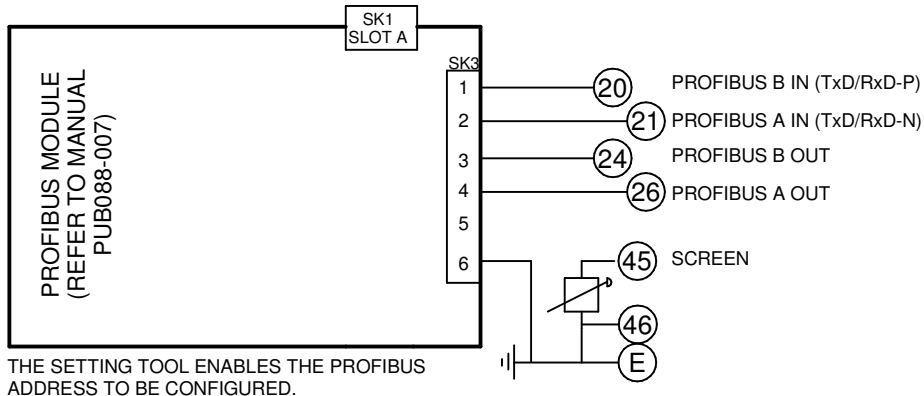 SK1
SLOT A
PROFIBUS MODULE
(REFER TO MANUAL
PUB088-007)
SK3
1
2
3
4
5
6
20
PROFIBUS B IN (TxD/RxD-P)
21
PROFIBUS A IN (TxD/RxD-N)
24
PROFIBUS B OUT
26
PROFIBUS A OUT
45
SCREEN
46
E
THE SETTING TOOL ENABLES THE PROFIBUS
ADDRESS TO BE CONFIGURED.